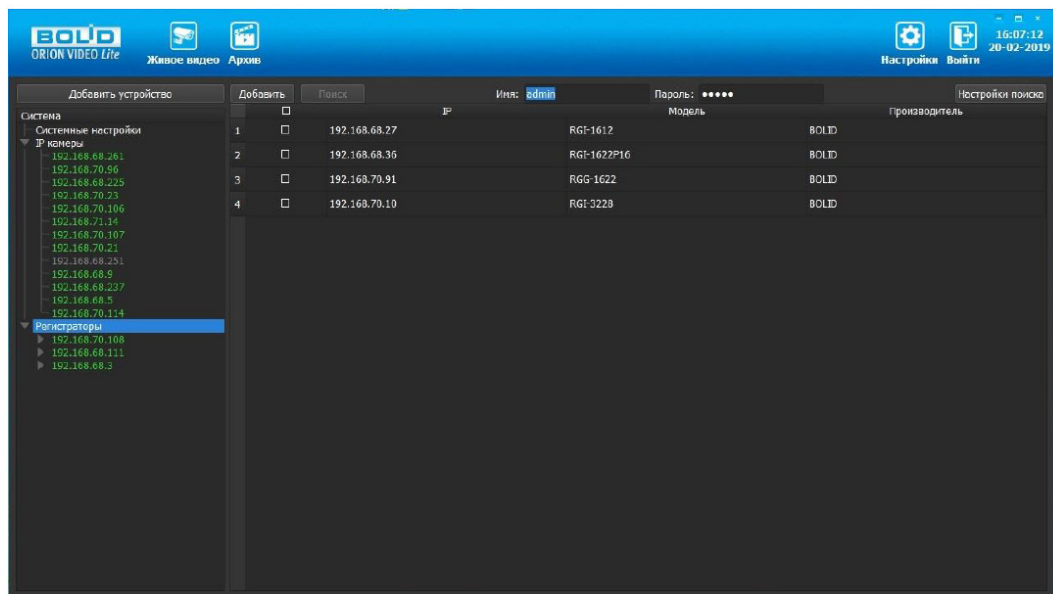 BOLID
ORION VIDEO Lite
Живое видео
Архив
Настройки
Выйти
16:07:12
20-02-2019
Добавить устройство
Добавить
Поиск
Имя: admin
Пароль: •••••
Настройки поиска
Система
Системные настройки
IP камеры
192.168.68.261
192.168.70.96
192.168.68.225
192.168.70.23
192.168.70.106
192.168.71.14
192.168.70.107
192.168.70.21
192.168.68.251
192.168.68.9
192.168.68.237
192.168.68.5
192.168.70.114
Регистраторы
192.168.70.108
192.168.68.111
192.168.68.3
IP Модель Производитель
1 192.168.68.27 RGI-1612 BOLID
2 192.168.68.36 RGI-1622P16 BOLID
3 192.168.70.91 RGG-1622 BOLID
4 192.168.70.10 RGI-3228 BOLID